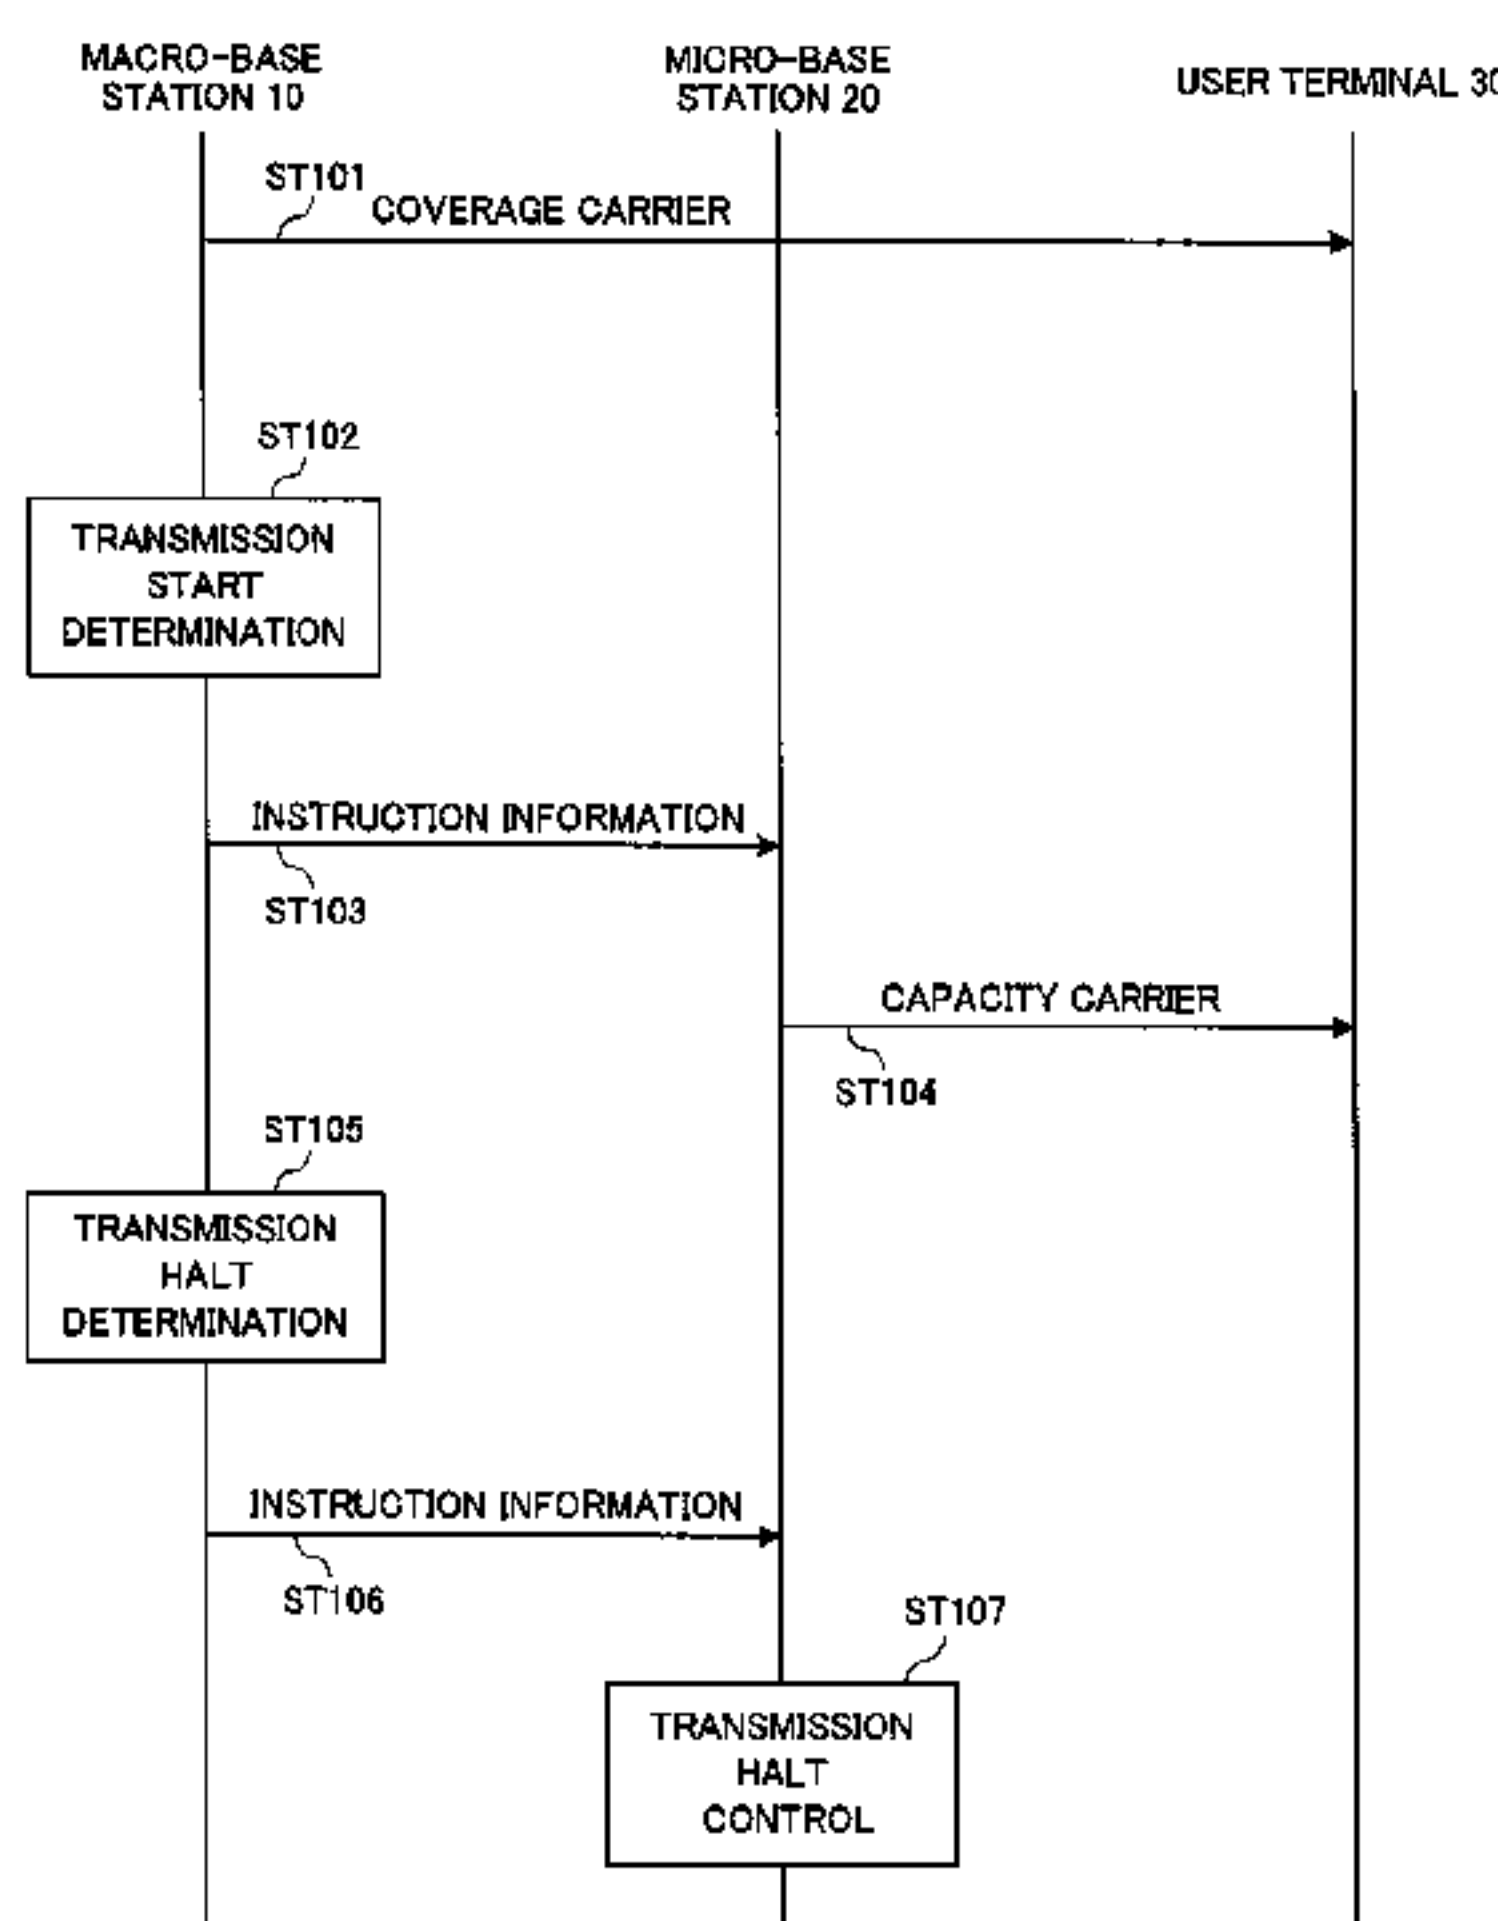 MACRO-BASE
STATION 10
MICRO-BASE
STATION 20
USER TERMINAL 30
ST101
COVERAGE CARRIER
ST102
TRANSMISSION
START
DETERMINATION
INSTRUCTION INFORMATION
ST103
CAPACITY CARRIER
ST104
ST105
TRANSMISSION
HALT
DETERMINATION
INSTRUCTION INFORMATION
ST106
ST107
TRANSMISSION
HALT
CONTROL